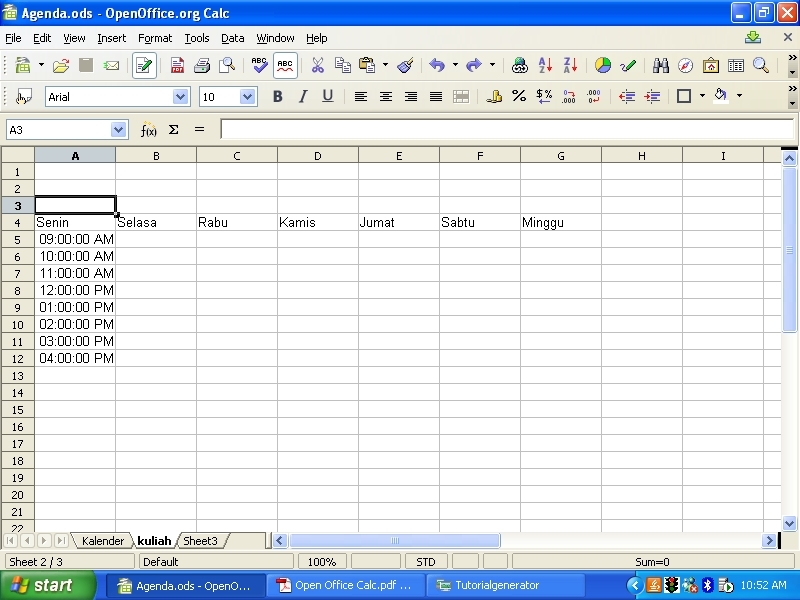 Agenda.ods - OpenOffice.org Calc
File Edit View Insert Format Tools Data Window Help
Arial 10 B I U
A3 f(x) Σ =
A B C D E F G H I
1
2
3
4 Senin Selasa Rabu Kamis Jumat Sabtu Minggu
5 09:00:00 AM
6 10:00:00 AM
7 11:00:00 AM
8 12:00:00 PM
9 01:00:00 PM
10 02:00:00 PM
11 03:00:00 PM
12 04:00:00 PM
13
14
15
16
17
18
19
20
21
22
Kalender kuliah Sheet3
Sheet 2 / 3 Default 100% STD Sum=0
start Agenda.ods - OpenO... Open Office Calc.pdf ... Tutorialgenerator 10:52 AM